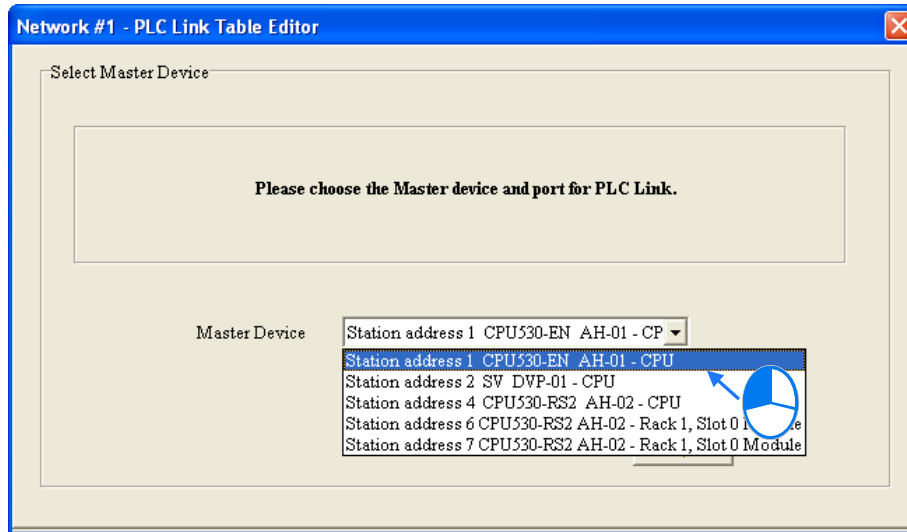 Network #1 - PLC Link Table Editor
Select Master Device
Please choose the Master device and port for PLC Link.
Master Device
Station address 1 CPU530-EN AH-01 - CP
Station address 1 CPU530-EN AH-01 - CPU
Station address 2 SV DVP-01 - CPU
Station address 4 CPU530-RS2 AH-02 - CPU
Station address 6 CPU530-RS2 AH-02 - Rack 1, Slot 0
Station address 7 CPU530-RS2 AH-02 - Rack 1, Slot 0 Module